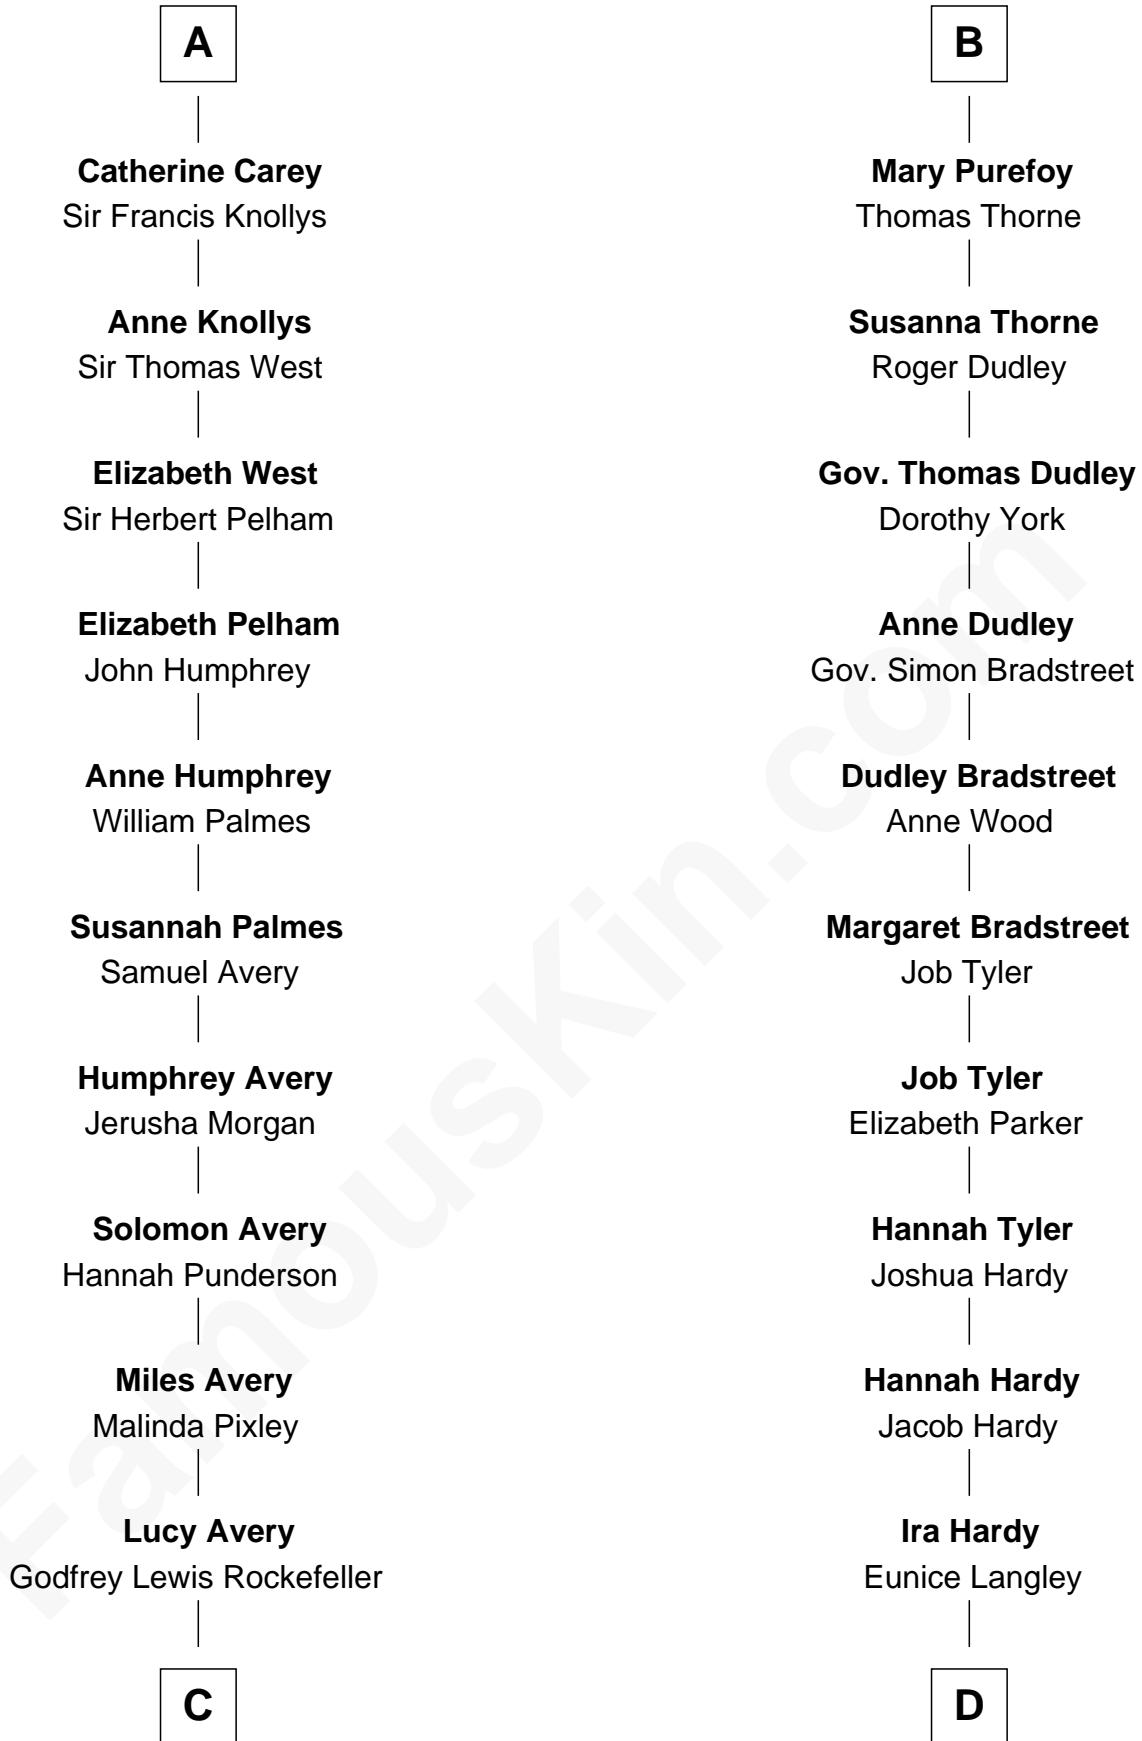 A
Catherine Carey
Sir Francis Knollys
Anne Knollys
Sir Thomas West
Elizabeth West
Sir Herbert Pelham
Elizabeth Pelham
John Humphrey
Anne Humphrey
William Palmes
Susannah Palmes
Samuel Avery
Humphrey Avery
Jerusha Morgan
Solomon Avery
Hannah Punderson
Miles Avery
Malinda Pixley
Lucy Avery
Godfrey Lewis Rockefeller
C
B
Mary Purefoy
Thomas Thorne
Susanna Thorne
Roger Dudley
Gov. Thomas Dudley
Dorothy York
Anne Dudley
Gov. Simon Bradstreet
Dudley Bradstreet
Anne Wood
Margaret Bradstreet
Job Tyler
Job Tyler
Elizabeth Parker
Hannah Tyler
Joshua Hardy
Hannah Hardy
Jacob Hardy
Ira Hardy
Eunice Langley
D
FamousKin.com